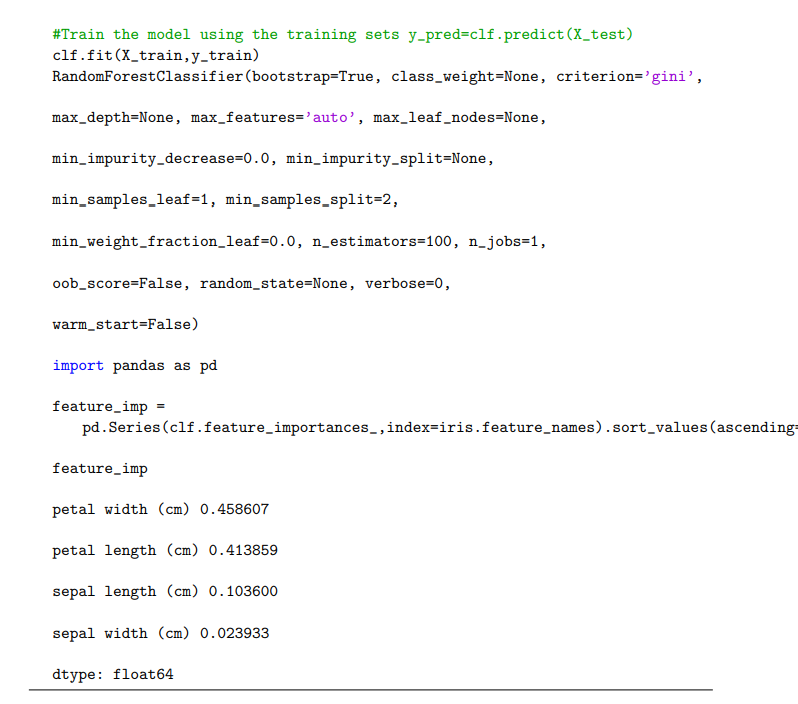 #Train the model using the training sets y_pred=clf.predict(X_test)
clf.fit(X_train,y_train)
RandomForestClassifier(bootstrap=True, class_weight=None, criterion=’gini’,
max_depth=None, max_features=’auto’, max_leaf_nodes=None,
min_impurity_decrease=0.0, min_impurity_split=None,
min_samples_leaf=1, min_samples_split=2,
min_weight_fraction_leaf=0.0, n_estimators=100, n_jobs=1,
oob_score=False, random_state=None, verbose=0,
warm_start=False)
import pandas as pd
feature_imp =
pd.Series(clf.feature_importances_,index=iris.feature_names).sort_values(ascending=
feature_imp
petal width (cm) 0.458607
petal length (cm) 0.413859
sepal length (cm) 0.103600
sepal width (cm) 0.023933
dtype: float64